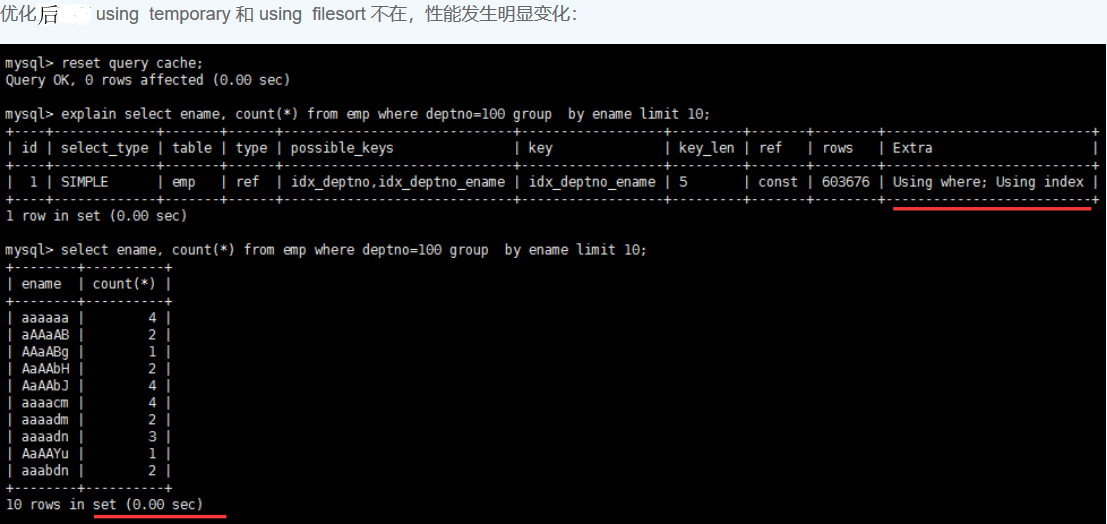 优化后 using temporary 和 using filesort 不在，性能发生明显变化：
mysql> reset query cache;
Query OK, 0 rows affected (0.00 sec)
mysql> explain select ename, count(*) from emp where deptno=100 group  by ename limit 10;
+----+-------------+-------+------+-----------------------------+------------------+---------+-------+--------+--------------------------+
| id | select_type | table | type | possible_keys | key | key_len | ref | rows | Extra |
+----+-------------+-------+------+-----------------------------+------------------+---------+-------+--------+--------------------------+
| 1 | SIMPLE | emp | ref | idx_deptno,idx_deptno_ename | idx_deptno_ename | 5 | const | 603676 | Using where; Using index |
+----+-------------+-------+------+-----------------------------+------------------+---------+-------+--------+--------------------------+
1 row in set (0.00 sec)
mysql> select ename, count(*) from emp where deptno=100 group  by ename limit 10;
+--------+----------+
| ename | count(*) |
+--------+----------+
| aaaaaa | 4 |
| aAAaAB | 2 |
| AAaABg | 1 |
| AaAAbH | 2 |
| AaAAbJ | 4 |
| aaaacm | 4 |
| aaaadm | 2 |
| aaaadn | 3 |
| AaAAYu | 1 |
| aaabdn | 2 |
+--------+----------+
10 rows in set (0.00 sec)